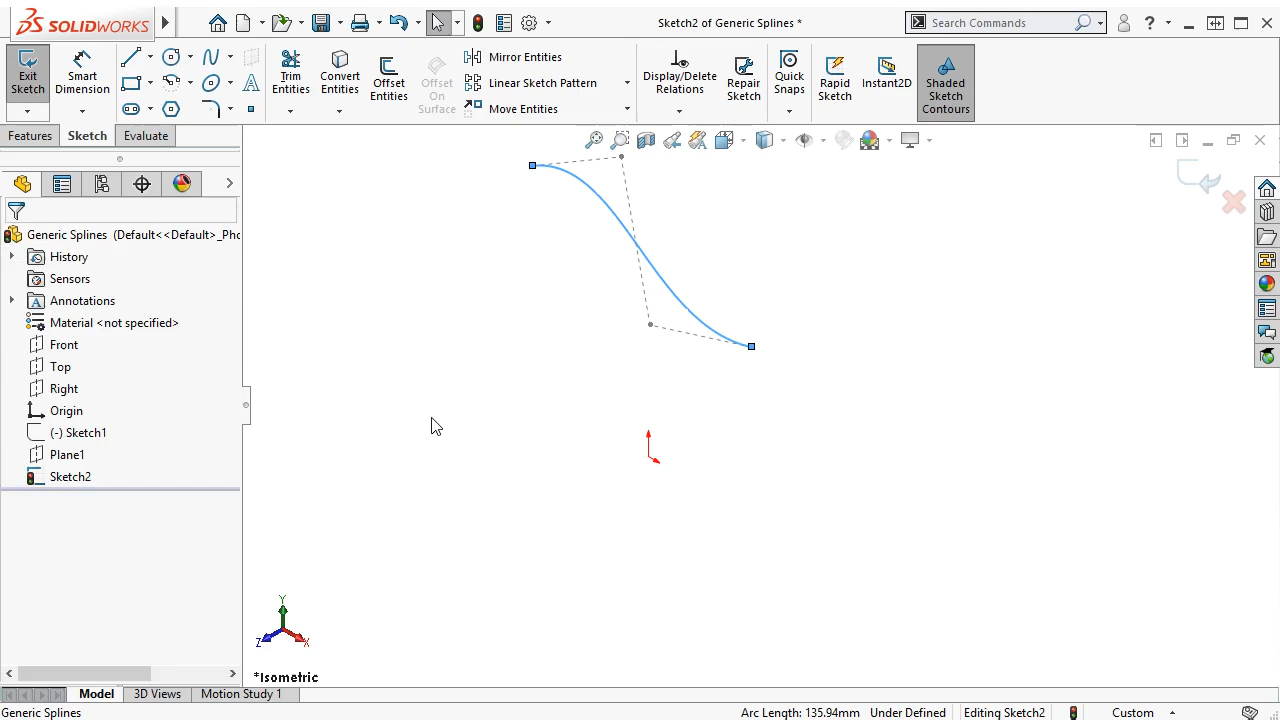 SOLIDWORKS
Sketch2 of Generic Splines *
Search Commands
?
Exit Sketch
Smart Dimension
Trim Entities
Convert Entities
Offset Entities
Offset On Surface
Mirror Entities
Linear Sketch Pattern
Move Entities
Display/Delete Relations
Repair Sketch
Quick Snaps
Rapid Sketch
Instant2D
Shaded Sketch Contours
Features
Sketch
Evaluate
Generic Splines (Default<<Default>_Pho
History
Sensors
Annotations
Material <not specified>
Front
Top
Right
Origin
(-) Sketch1
Plane1
Sketch2
Y
Z
X
*Isometric
Model
3D Views
Motion Study 1
Generic Splines
Arc Length: 135.94mm
Under Defined
Editing Sketch2
Custom